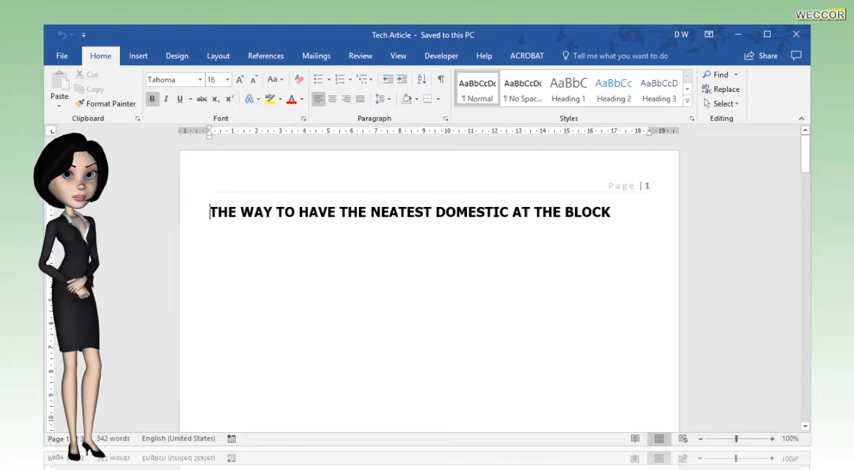 WECCOR
Tech Article - Saved to this PC
D W
File Home Insert Design Layout References Mailings Review View Developer Help ACROBAT Tell me what you want to do Share
Paste
Cut
Copy
Format Painter
Clipboard
Tahoma 16
Font
Paragraph
AaBbCcDc AaBbCcDc AaBbC AaBbCc AaBbCcD
¶ Normal ¶ No Spac... Heading 1 Heading 2 Heading 3
Styles
Find
Replace
Select
Editing
Page | 1
THE WAY TO HAVE THE NEATEST DOMESTIC AT THE BLOCK
342 words English (United States) 100%